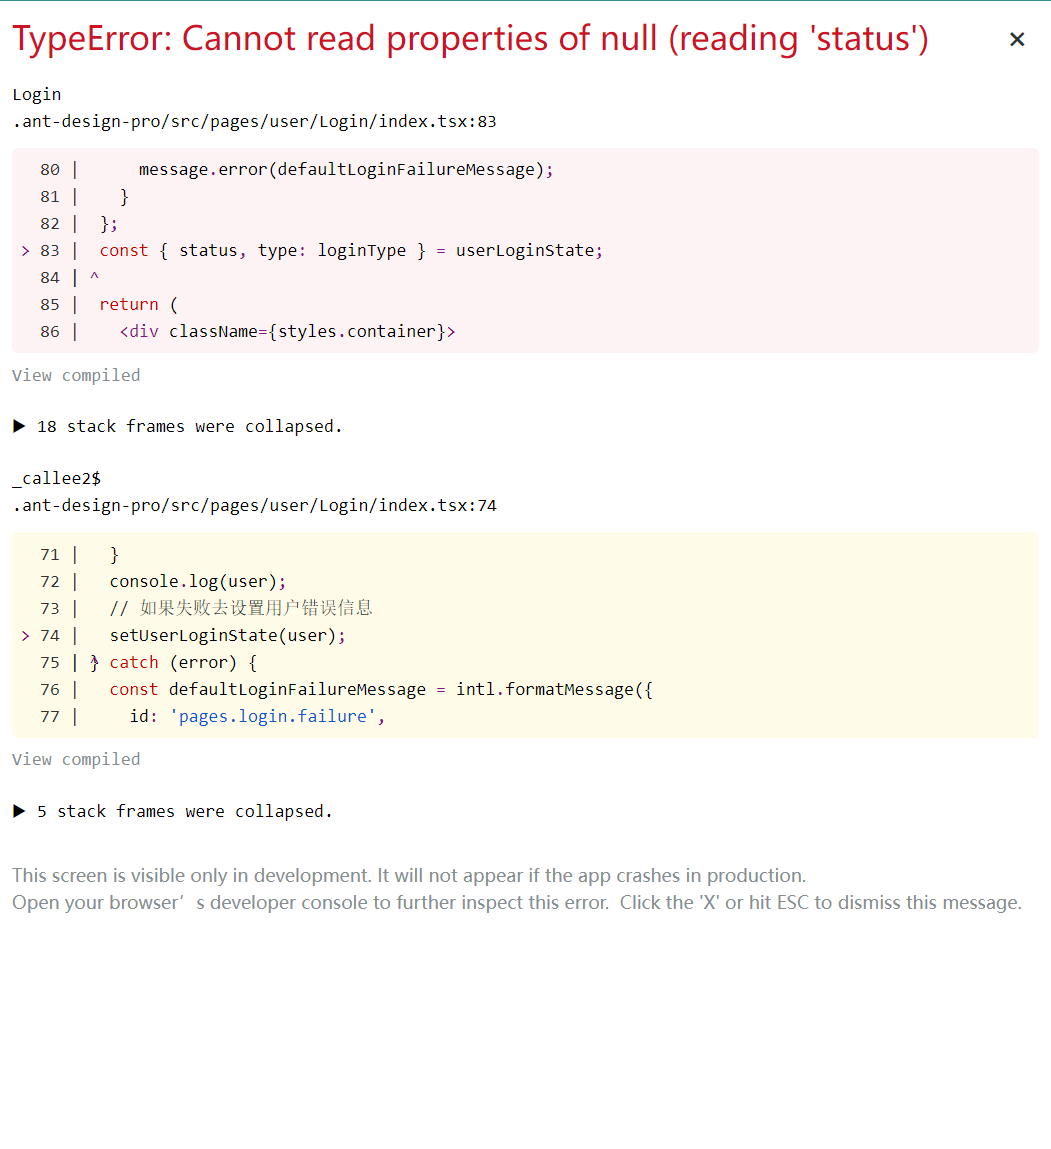 TypeError: Cannot read properties of null (reading 'status')
×
Login
.ant-design-pro/src/pages/user/Login/index.tsx:83
80 | message.error(defaultLoginFailureMessage);
81 | }
82 | };
> 83 | const { status, type: loginType } = userLoginState;
84 | ^
85 | return (
86 | <div className={styles.container}>
View compiled
▶ 18 stack frames were collapsed.
_callee2$
.ant-design-pro/src/pages/user/Login/index.tsx:74
71 | }
72 | console.log(user);
73 | // 如果失败去设置用户错误信息
> 74 | setUserLoginState(user);
75 | } catch (error) {
76 | const defaultLoginFailureMessage = intl.formatMessage({
77 | id: 'pages.login.failure',
View compiled
▶ 5 stack frames were collapsed.
This screen is visible only in development. It will not appear if the app crashes in production.
Open your browser’s developer console to further inspect this error. Click the 'X' or hit ESC to dismiss this message.